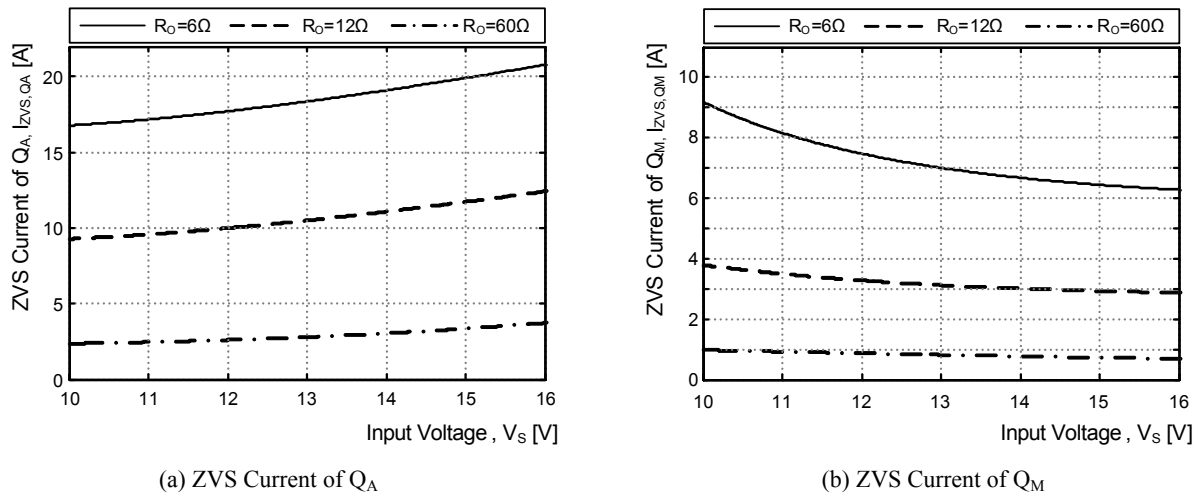 R_O=6Ω R_O=12Ω R_O=60Ω
ZVS Current of Q_A, I_ZVS,QA [A]
20
15
10
5
0
10 11 12 13 14 15 16
Input Voltage , V_S [V]
(a) ZVS Current of Q_A
R_O=6Ω R_O=12Ω R_O=60Ω
ZVS Current of Q_M, I_ZVS,QM [A]
10
8
6
4
2
0
10 11 12 13 14 15 16
Input Voltage , V_S [V]
(b) ZVS Current of Q_M